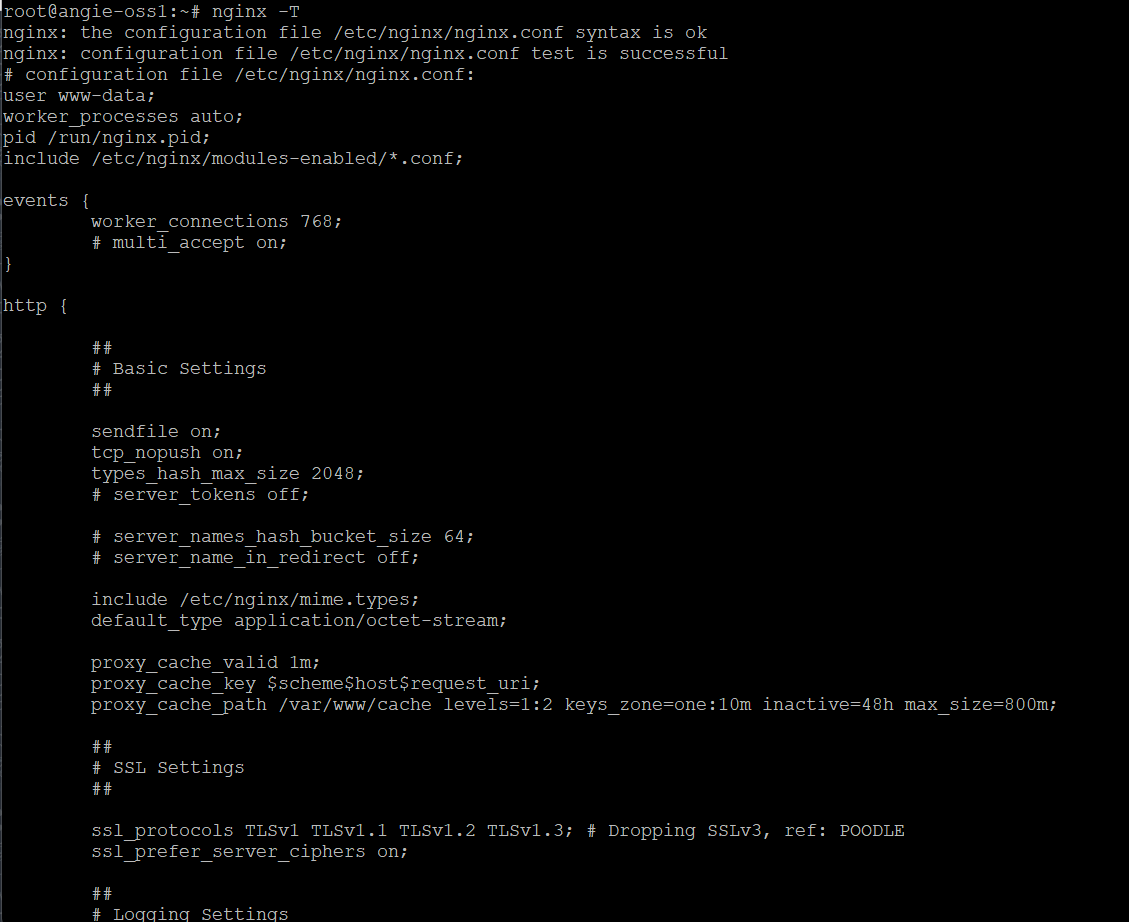 root@angie-oss1:~# nginx -T
nginx: the configuration file /etc/nginx/nginx.conf syntax is ok
nginx: configuration file /etc/nginx/nginx.conf test is successful
# configuration file /etc/nginx/nginx.conf:
user www-data;
worker_processes auto;
pid /run/nginx.pid;
include /etc/nginx/modules-enabled/*.conf;
events {
worker_connections 768;
# multi_accept on;
}
http {
##
# Basic Settings
##
sendfile on;
tcp_nopush on;
types_hash_max_size 2048;
# server_tokens off;
# server_names_hash_bucket_size 64;
# server_name_in_redirect off;
include /etc/nginx/mime.types;
default_type application/octet-stream;
proxy_cache_valid 1m;
proxy_cache_key $scheme$host$request_uri;
proxy_cache_path /var/www/cache levels=1:2 keys_zone=one:10m inactive=48h max_size=800m;
##
# SSL Settings
##
ssl_protocols TLSv1 TLSv1.1 TLSv1.2 TLSv1.3; # Dropping SSLv3, ref: POODLE
ssl_prefer_server_ciphers on;
##
# Logging Settings